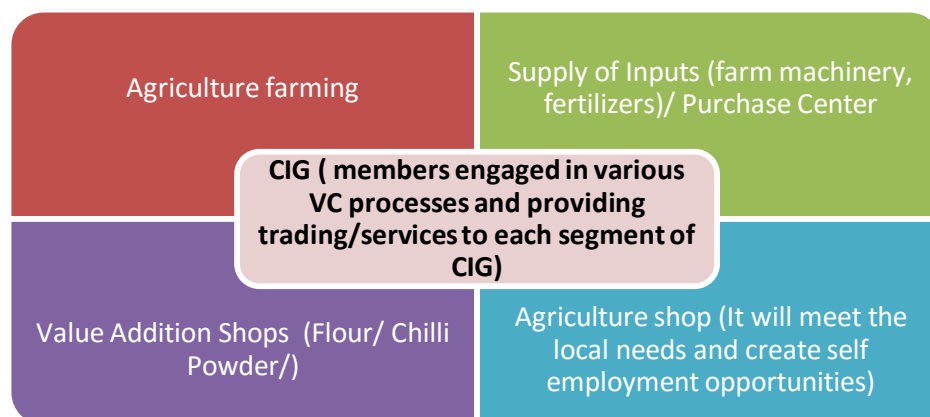 Agriculture farming
Supply of Inputs (farm machinery,
fertilizers)/ Purchase Center
CIG ( members engaged in various
VC processes and providing
trading/services to each segment of
CIG)
Value Addition Shops (Flour/ Chilli
Powder/)
Agriculture shop (It will meet the
local needs and create self
employment opportunities)